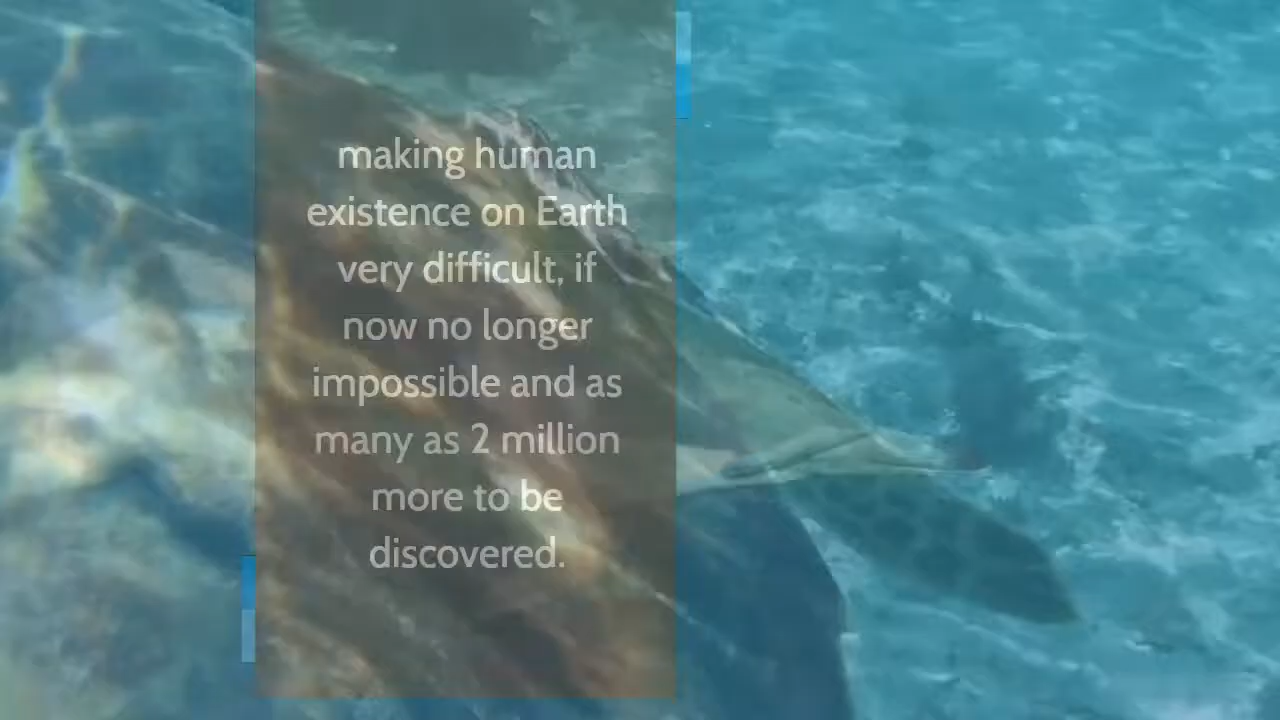 making human
existence on Earth
very difficult, if
now no longer
impossible and as
many as 2 million
more to be
discovered.